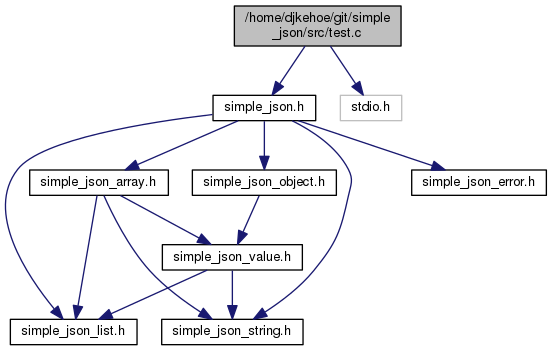 /home/djkehoe/git/simple
_json/src/test.c
simple_json.h
stdio.h
simple_json_array.h
simple_json_object.h
simple_json_error.h
simple_json_value.h
simple_json_list.h
simple_json_string.h